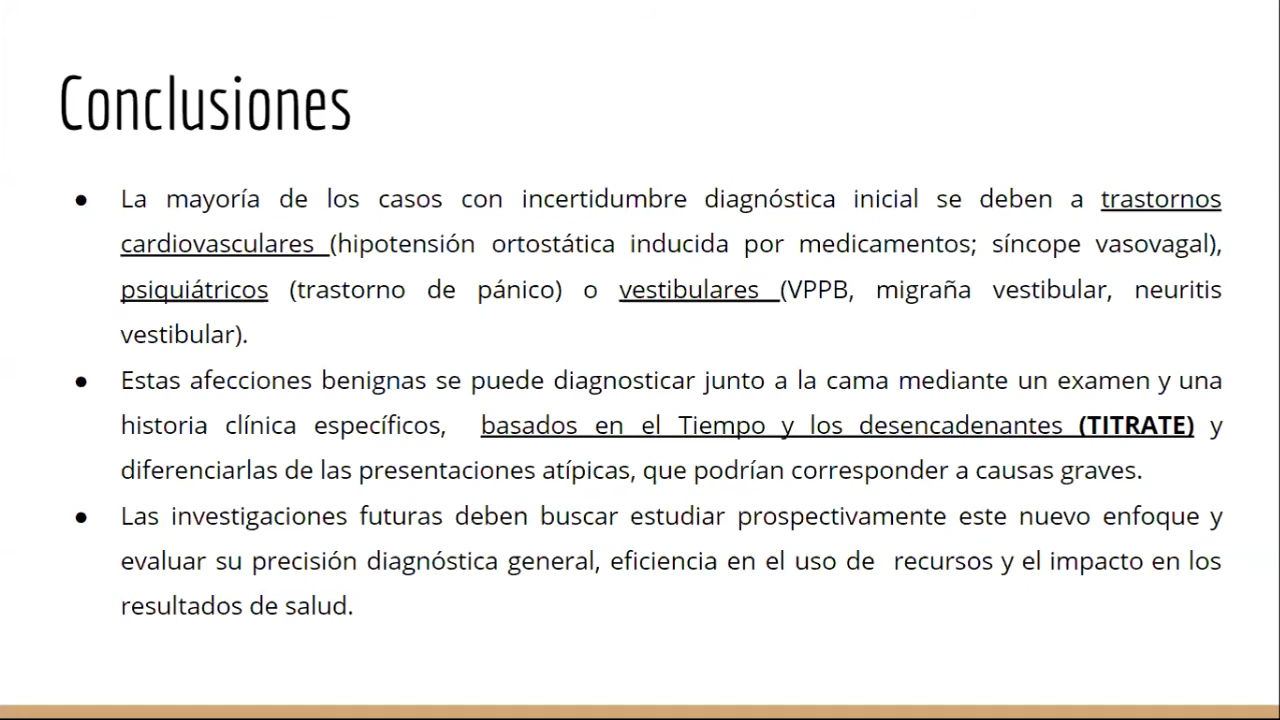 Conclusiones
● La mayoría de los casos con incertidumbre diagnóstica inicial se deben a trastornos
cardiovasculares (hipotensión ortostática inducida por medicamentos; síncope vasovagal),
psiquiátricos (trastorno de pánico) o vestibulares (VPPB, migraña vestibular, neuritis
vestibular).
● Estas afecciones benignas se puede diagnosticar junto a la cama mediante un examen y una
historia clínica específicos, basados en el Tiempo y los desencadenantes (TITRATE) y
diferenciarlas de las presentaciones atípicas, que podrían corresponder a causas graves.
● Las investigaciones futuras deben buscar estudiar prospectivamente este nuevo enfoque y
evaluar su precisión diagnóstica general, eficiencia en el uso de recursos y el impacto en los
resultados de salud.